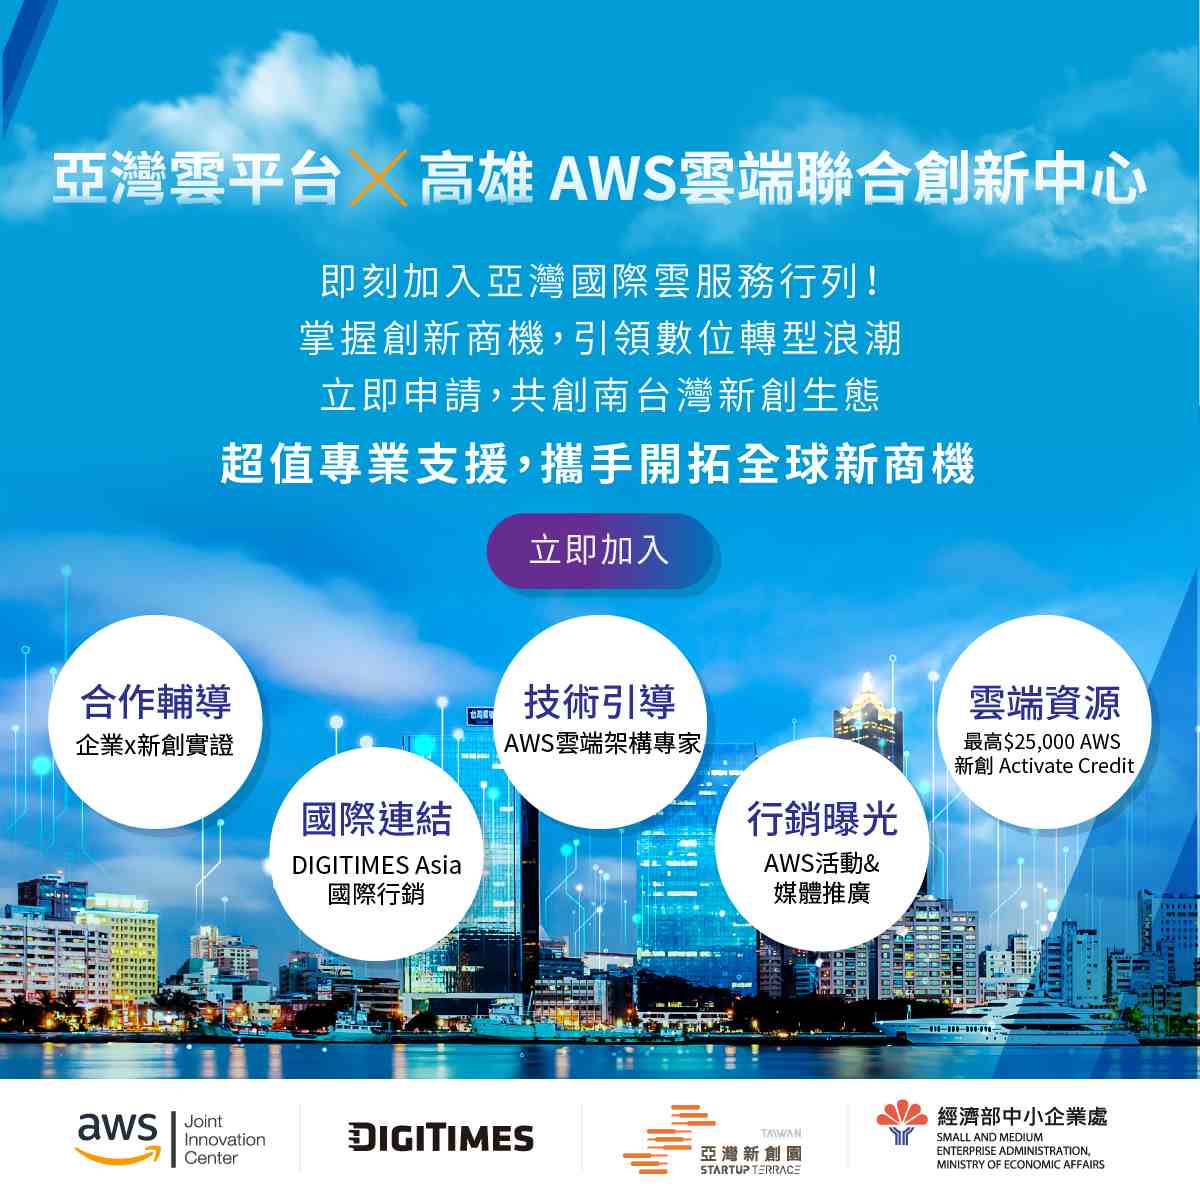 亞灣雲平台╳高雄 AWS雲端聯合創新中心
即刻加入亞灣國際雲服務行列！
掌握創新商機，引領數位轉型浪潮
立即申請，共創南台灣新創生態
超值專業支援，攜手開拓全球新商機
立即加入
合作輔導
企業x新創實證
國際連結
DIGITIMES Asia
國際行銷
技術引導
AWS雲端架構專家
行銷曝光
AWS活動&
媒體推廣
雲端資源
最高$25,000 AWS
新創 Activate Credit
aws
Joint
Innovation
Center
DIGITIMES
TAIWAN
亞灣新創園
STARTUP TERRACE
經濟部中小企業處
SMALL AND MEDIUM
ENTERPRISE ADMINISTRATION,
MINISTRY OF ECONOMIC AFFAIRS